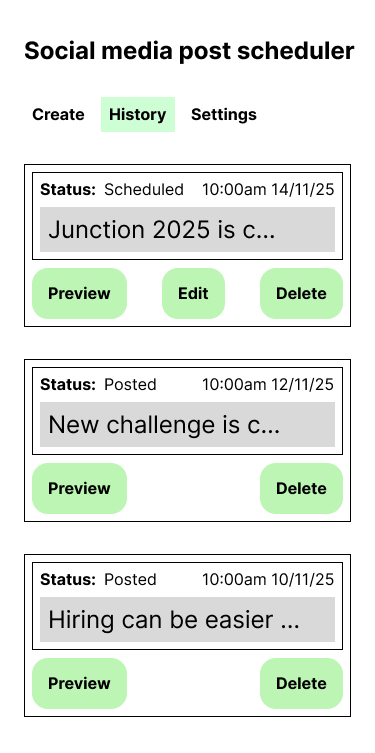 Social media post scheduler
Create History Settings
Status: Scheduled 10:00am 14/11/25
Junction 2025 is c...
Preview Edit Delete
Status: Posted 10:00am 12/11/25
New challenge is c...
Preview Delete
Status: Posted 10:00am 10/11/25
Hiring can be easier ...
Preview Delete